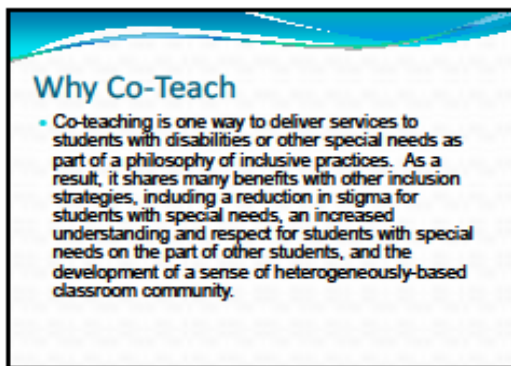 Why Co-Teach
• Co-teaching is one way to deliver services to
students with disabilities or other special needs as
part of a philosophy of inclusive practices.  As a
result, it shares many benefits with other inclusion
strategies, including a reduction in stigma for
students with special needs, an increased
understanding and respect for students with special
needs on the part of other students, and the
development of a sense of heterogeneously-based
classroom community.